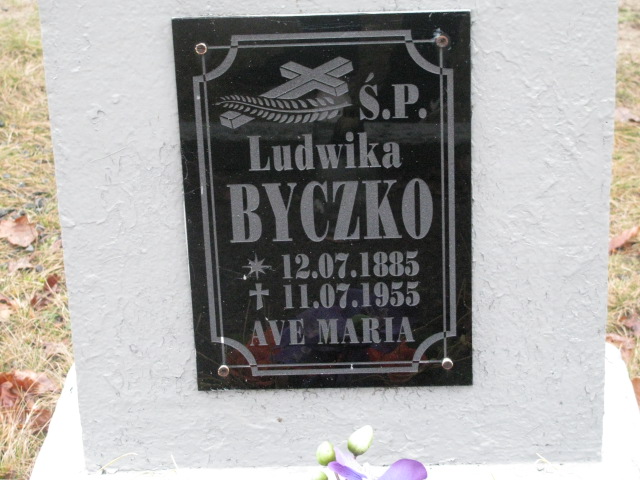 Ś.P.
Ludwika
BYCZKO
* 12.07.1885
† 11.07.1955
AVE MARIA